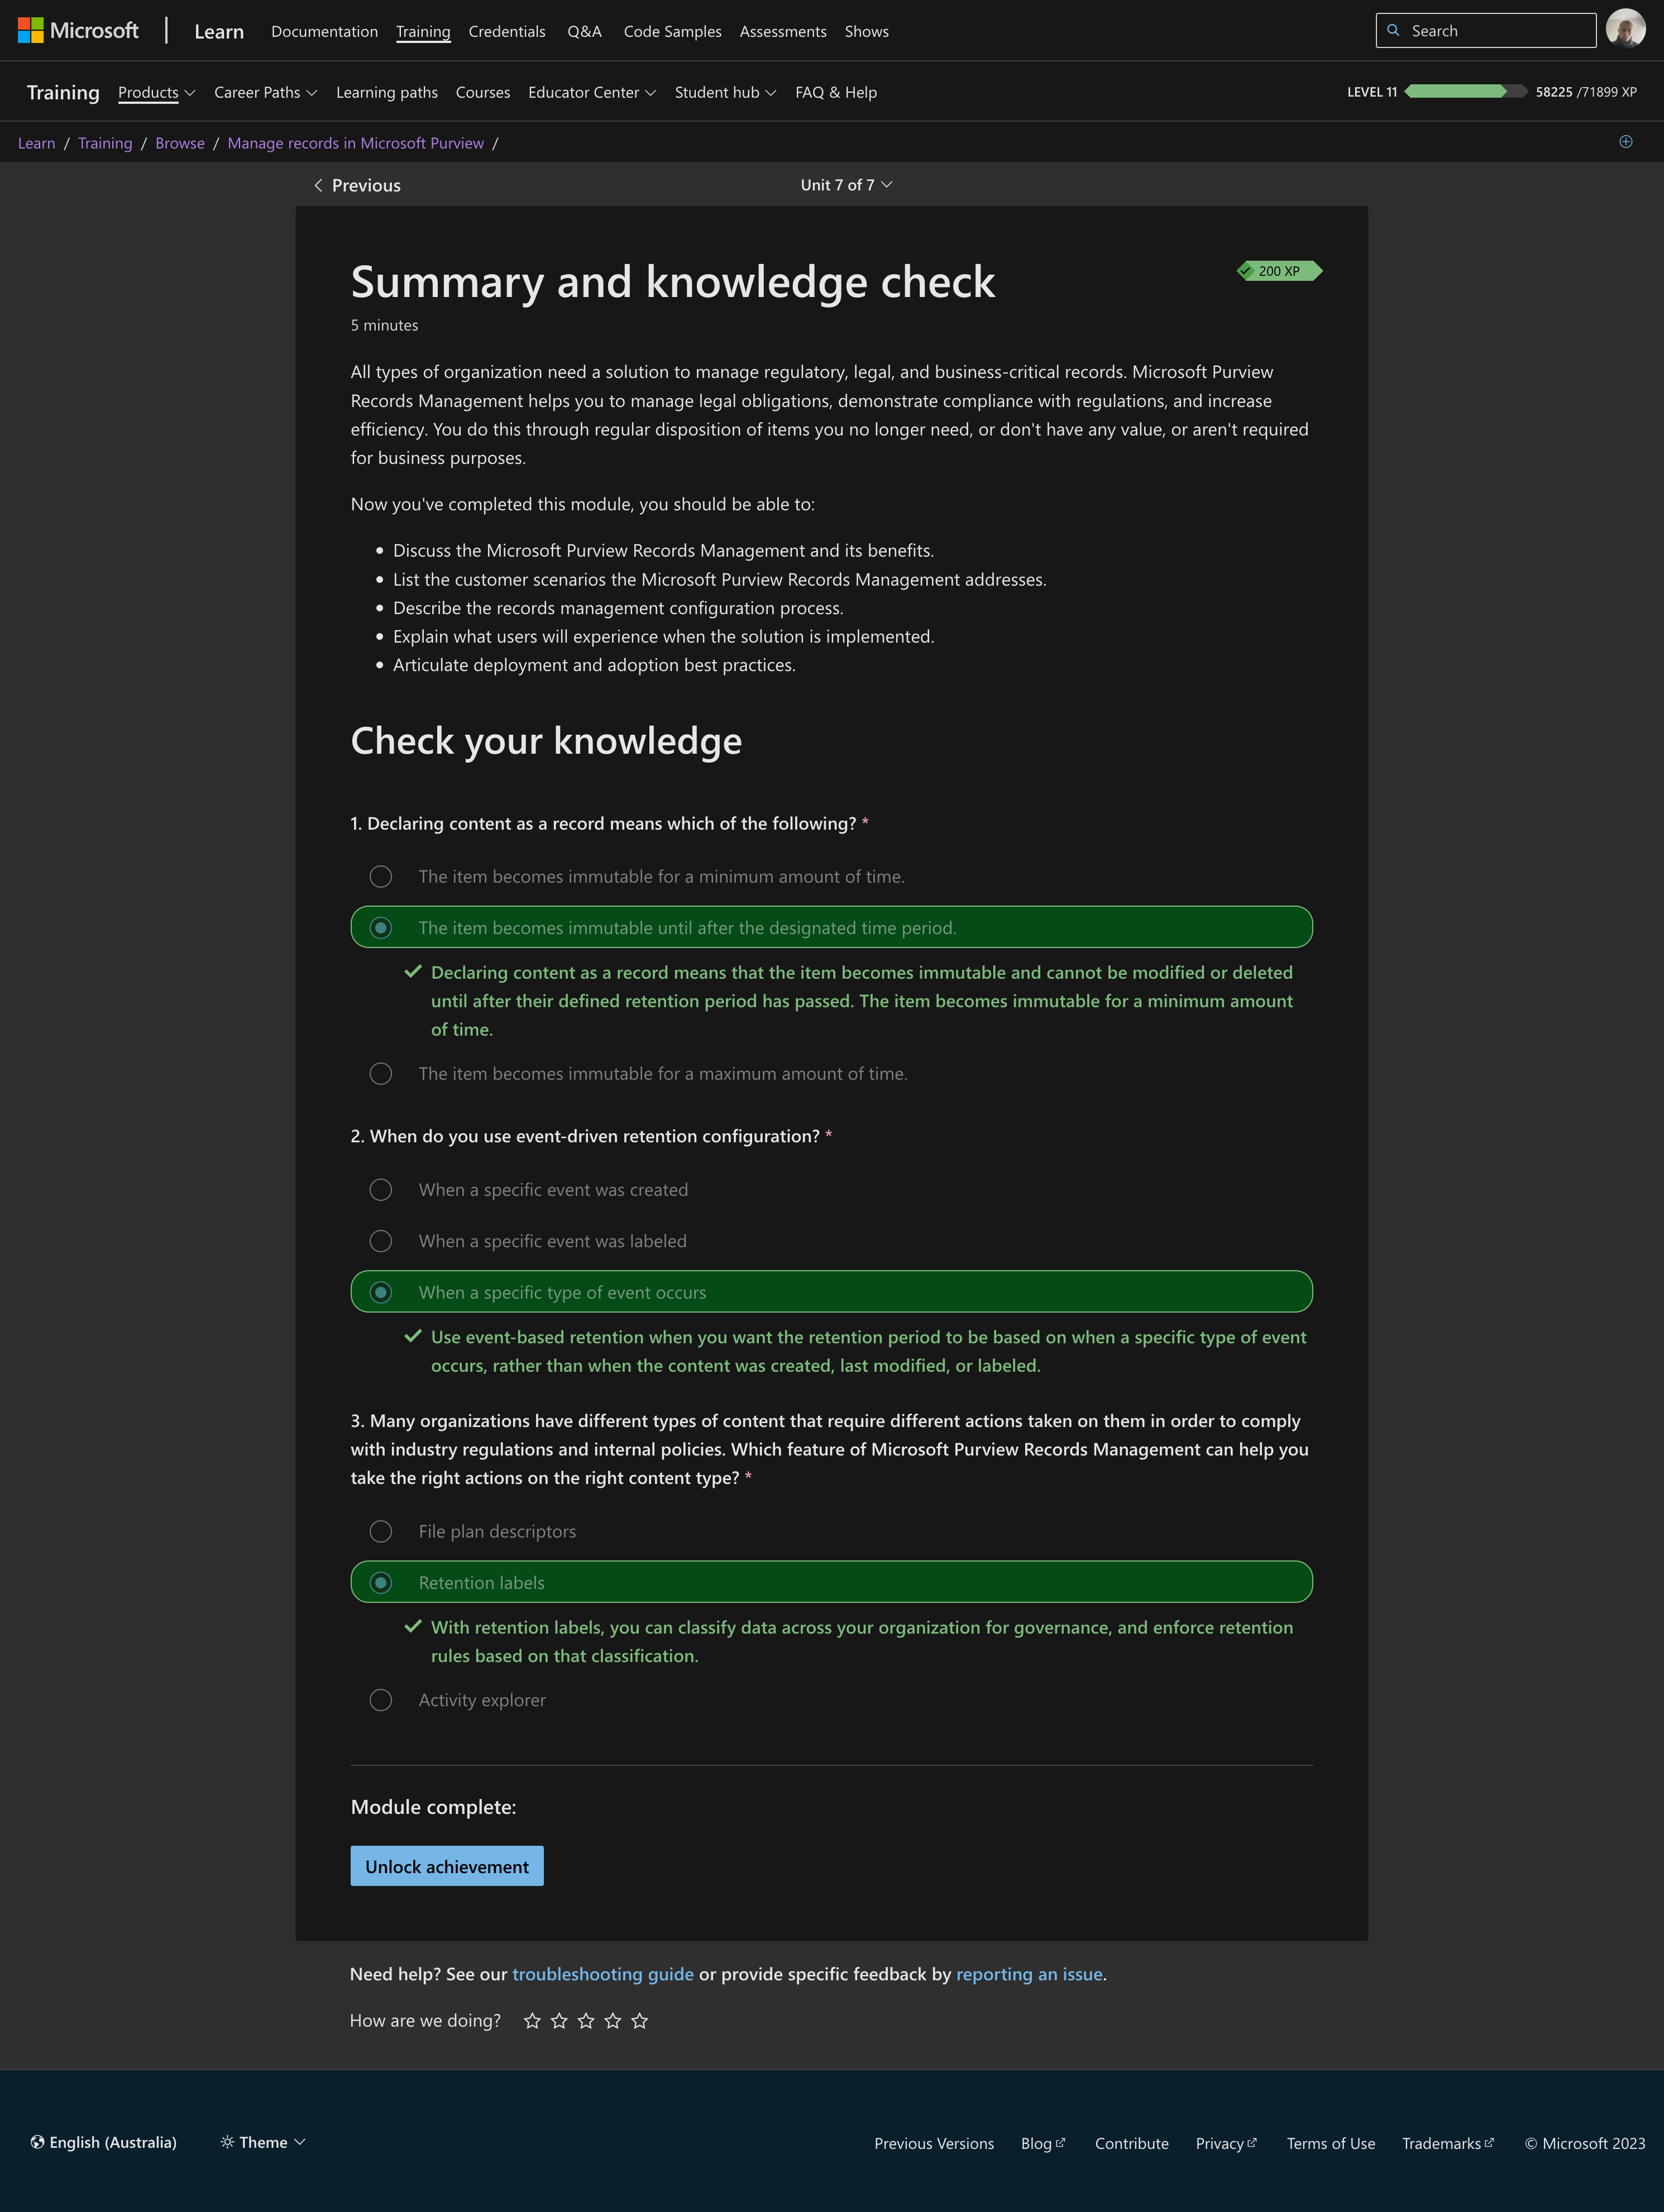 Microsoft
Learn
Documentation Training Credentials Q&A Code Samples Assessments Shows
Search
Training
Products Career Paths Learning paths Courses Educator Center Student hub FAQ & Help
LEVEL 11 58225 /71899 XP
Learn / Training / Browse / Manage records in Microsoft Purview /
Previous
Unit 7 of 7
Summary and knowledge check
200 XP
5 minutes
All types of organization need a solution to manage regulatory, legal, and business-critical records. Microsoft Purview
Records Management helps you to manage legal obligations, demonstrate compliance with regulations, and increase
efficiency. You do this through regular disposition of items you no longer need, or don't have any value, or aren't required
for business purposes.
Now you've completed this module, you should be able to:
• Discuss the Microsoft Purview Records Management and its benefits.
• List the customer scenarios the Microsoft Purview Records Management addresses.
• Describe the records management configuration process.
• Explain what users will experience when the solution is implemented.
• Articulate deployment and adoption best practices.
Check your knowledge
1. Declaring content as a record means which of the following? *
The item becomes immutable for a minimum amount of time.
The item becomes immutable until after the designated time period.
Declaring content as a record means that the item becomes immutable and cannot be modified or deleted
until after their defined retention period has passed. The item becomes immutable for a minimum amount
of time.
The item becomes immutable for a maximum amount of time.
2. When do you use event-driven retention configuration? *
When a specific event was created
When a specific event was labeled
When a specific type of event occurs
Use event-based retention when you want the retention period to be based on when a specific type of event
occurs, rather than when the content was created, last modified, or labeled.
3. Many organizations have different types of content that require different actions taken on them in order to comply
with industry regulations and internal policies. Which feature of Microsoft Purview Records Management can help you
take the right actions on the right content type? *
File plan descriptors
Retention labels
With retention labels, you can classify data across your organization for governance, and enforce retention
rules based on that classification.
Activity explorer
Module complete:
Unlock achievement
Need help? See our troubleshooting guide or provide specific feedback by reporting an issue.
How are we doing?
English (Australia)
Theme
Previous Versions Blog Contribute Privacy Terms of Use Trademarks © Microsoft 2023